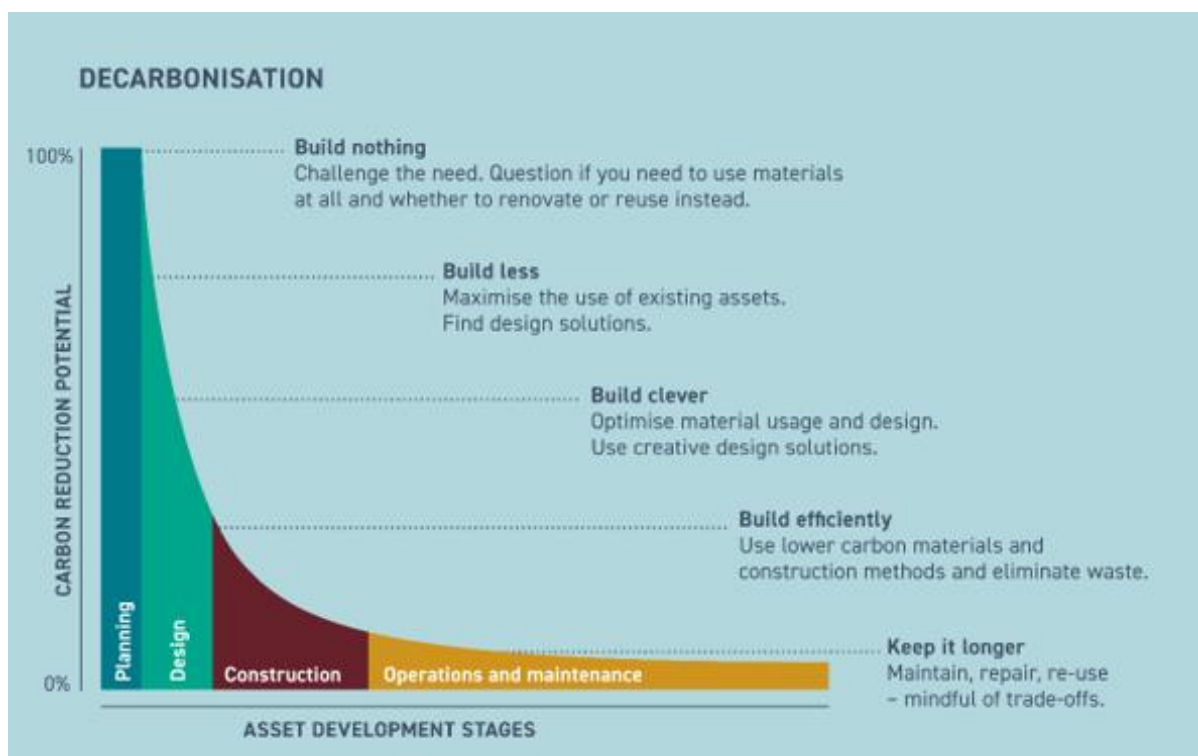 DECARBONISATION
100%
Build nothing
Challenge the need. Question if you need to use materials
at all and whether to renovate or reuse instead.
Build less
Maximise the use of existing assets.
Find design solutions.
CARBON REDUCTION POTENTIAL
Build clever
Optimise material usage and design.
Use creative design solutions.
Build efficiently
Use lower carbon materials and
construction methods and eliminate waste.
Planning
Design
Construction
Operations and maintenance
Keep it longer
Maintain, repair, re-use
– mindful of trade-offs.
0%
ASSET DEVELOPMENT STAGES